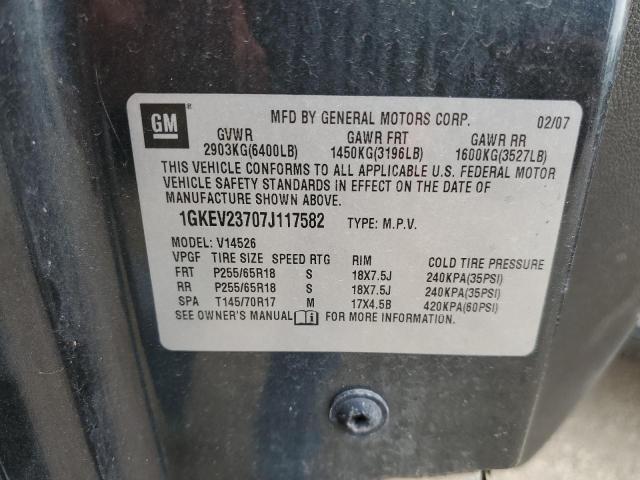 GM ®
MFD BY GENERAL MOTORS CORP. 02/07
GVWR GAWR FRT GAWR RR
2903KG(6400LB) 1450KG(3196LB) 1600KG(3527LB)
THIS VEHICLE CONFORMS TO ALL APPLICABLE U.S. FEDERAL MOTOR
VEHICLE SAFETY STANDARDS IN EFFECT ON THE DATE OF
MANUFACTURE SHOWN ABOVE.
1GKEV23707J117582 TYPE: M.P.V.
MODEL: V14526
VPGF TIRE SIZE SPEED RTG RIM COLD TIRE PRESSURE
FRT P255/65R18 S 18X7.5J 240KPA(35PSI)
RR P255/65R18 S 18X7.5J 240KPA(35PSI)
SPA T145/70R17 M 17X4.5B 420KPA(60PSI)
SEE OWNER'S MANUAL i FOR MORE INFORMATION.